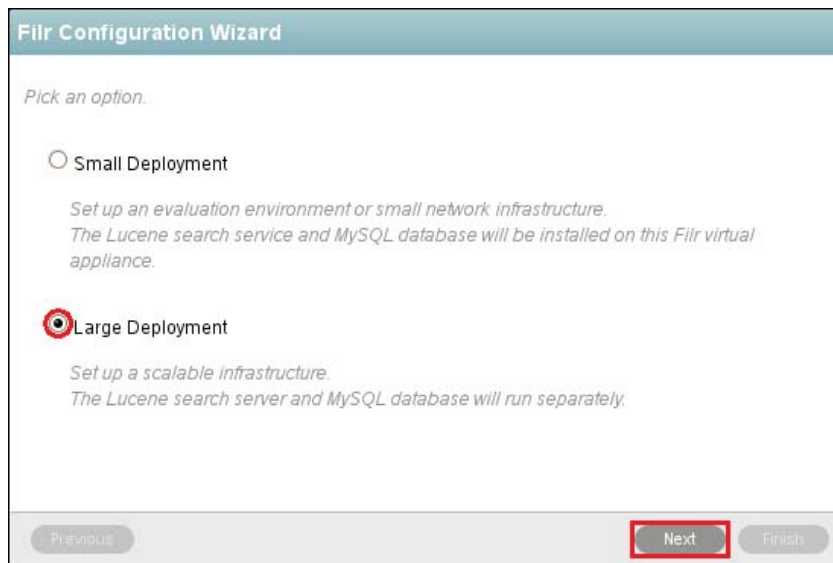 Filr Configuration Wizard
Pick an option.
Small Deployment
Set up an evaluation environment or small network infrastructure.
The Lucene search service and MySQL database will be installed on this Filr virtual
appliance.
Large Deployment
Set up a scalable infrastructure.
The Lucene search server and MySQL database will run separately.
Previous
Next
Finish